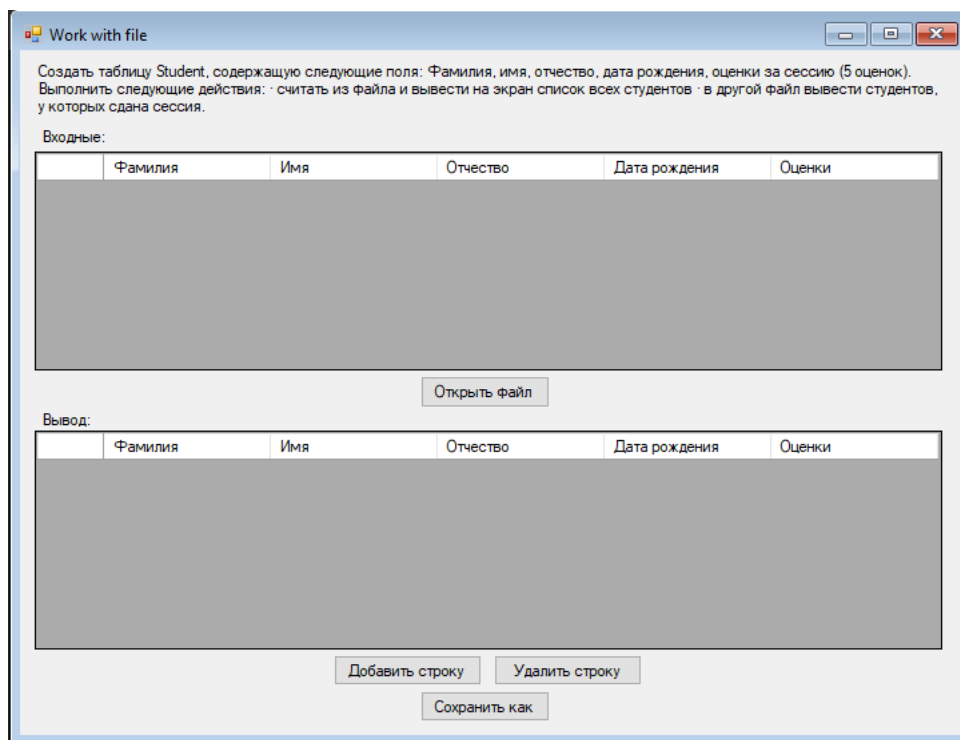 Work with file
Создать таблицу Student, содержащую следующие поля: Фамилия, имя, отчество, дата рождения, оценки за сессию (5 оценок).
Выполнить следующие действия: · считать из файла и вывести на экран список всех студентов · в другой файл вывести студентов,
у которых сдана сессия.
Входные:
Фамилия Имя Отчество Дата рождения Оценки
Открыть файл
Вывод:
Фамилия Имя Отчество Дата рождения Оценки
Добавить строку Удалить строку
Сохранить как